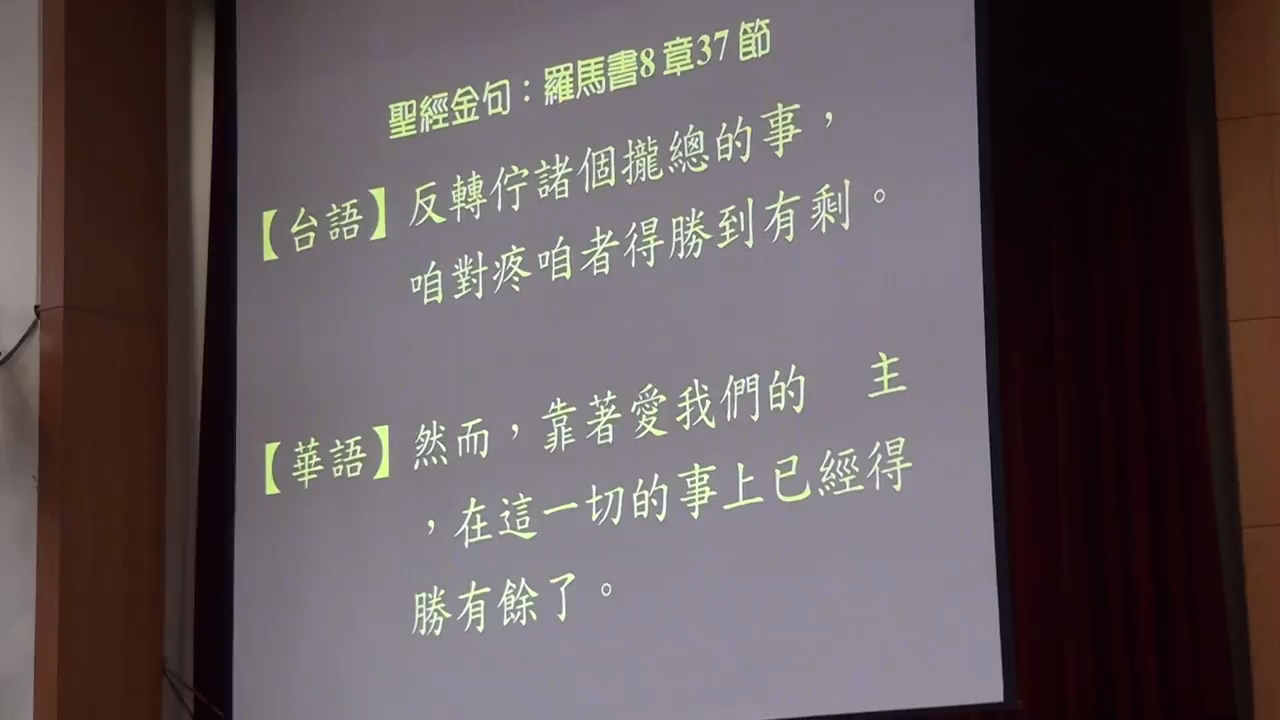 聖經金句：羅馬書8章37節
【台語】反轉佇諸個攏總的事，
咱對疼咱者得勝到有剩。
【華語】然而，靠著愛我們的　主
，在這一切的事上已經得
勝有餘了。